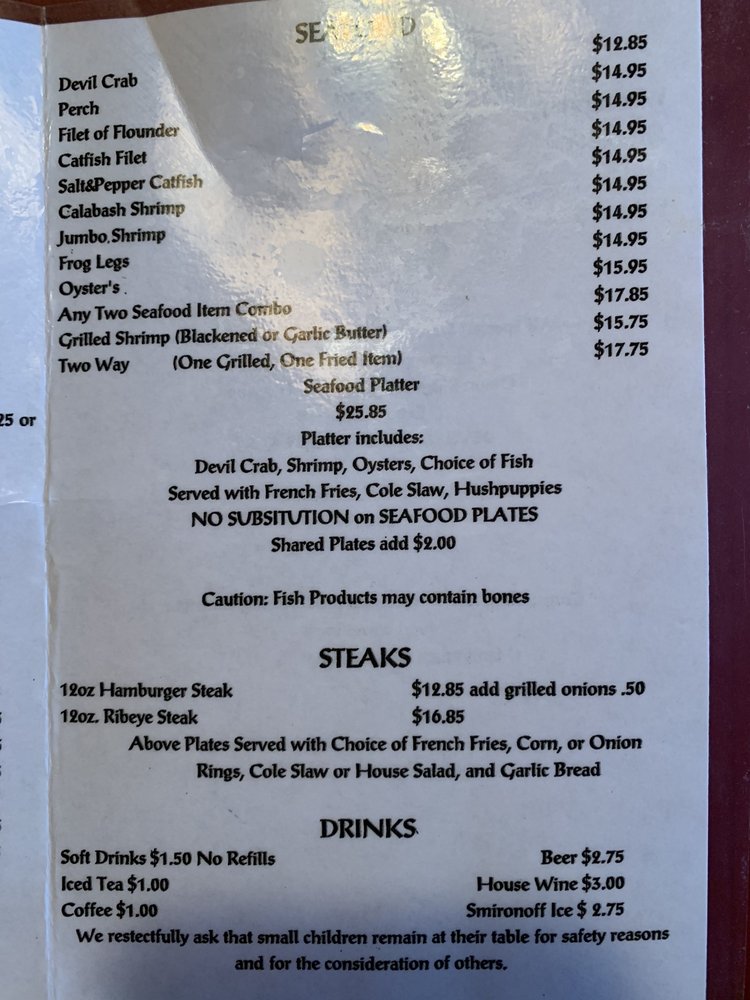 SEAFOOD
Devil Crab $12.85
Perch $14.95
Filet of Flounder $14.95
Catfish Filet $14.95
Salt&Pepper Catfish $14.95
Calabash Shrimp $14.95
Jumbo Shrimp $14.95
Frog Legs $14.95
Oyster's $15.95
Any Two Seafood Item Combo $17.85
Grilled Shrimp (Blackened or Garlic Butter) $15.75
Two Way (One Grilled, One Fried Item) $17.75
Seafood Platter
$25.85
25 or
Platter includes:
Devil Crab, Shrimp, Oysters, Choice of Fish
Served with French Fries, Cole Slaw, Hushpuppies
NO SUBSITUTION on SEAFOOD PLATES
Shared Plates add $2.00
Caution: Fish Products may contain bones
STEAKS
12oz Hamburger Steak $12.85 add grilled onions .50
12oz. Ribeye Steak $16.85
Above Plates Served with Choice of French Fries, Corn, or Onion
Rings, Cole Slaw or House Salad, and Garlic Bread
DRINKS
Soft Drinks $1.50 No Refills Beer $2.75
Iced Tea $1.00 House Wine $3.00
Coffee $1.00 Smironoff Ice $ 2.75
We restectfully ask that small children remain at their table for safety reasons
and for the consideration of others.